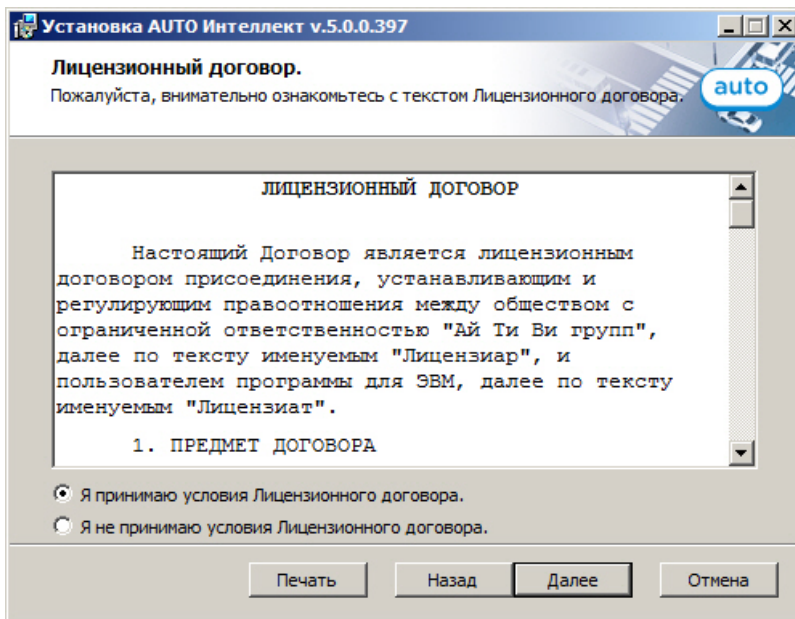 Установка AUTO Интеллект v.5.0.0.397
Лицензионный договор.
Пожалуйста, внимательно ознакомьтесь с текстом Лицензионного договора.
auto
ЛИЦЕНЗИОННЫЙ ДОГОВОР
Настоящий Договор является лицензионным
договором присоединения, устанавливающим и
регулирующим правоотношения между обществом с
ограниченной ответственностью "Ай Ти Ви групп",
далее по тексту именуемым "Лицензиар", и
пользователем программы для ЭВМ, далее по тексту
именуемым "Лицензиат".
1. ПРЕДМЕТ ДОГОВОРА
Я принимаю условия Лицензионного договора.
Я не принимаю условия Лицензионного договора.
Печать Назад Далее Отмена